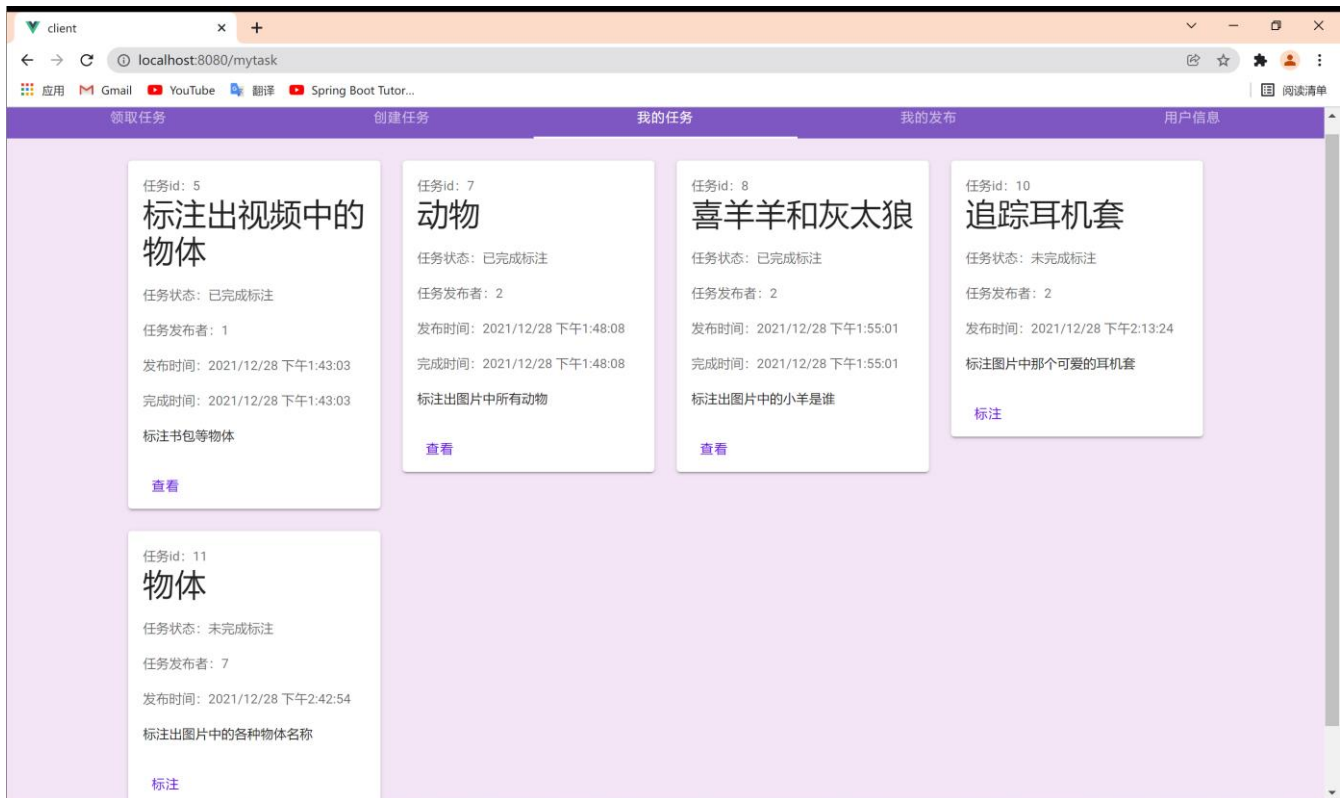 client
localhost:8080/mytask
应用 Gmail YouTube 翻译 Spring Boot Tutor... 阅读清单
领取任务 创建任务 我的任务 我的发布 用户信息
任务id：5
标注出视频中的
物体
任务状态：已完成标注
任务发布者：1
发布时间：2021/12/28 下午1:43:03
完成时间：2021/12/28 下午1:43:03
标注书包等物体
查看
任务id：7
动物
任务状态：已完成标注
任务发布者：2
发布时间：2021/12/28 下午1:48:08
完成时间：2021/12/28 下午1:48:08
标注出图片中所有动物
查看
任务id：8
喜羊羊和灰太狼
任务状态：已完成标注
任务发布者：2
发布时间：2021/12/28 下午1:55:01
完成时间：2021/12/28 下午1:55:01
标注出图片中的小羊是谁
查看
任务id：10
追踪耳机套
任务状态：未完成标注
任务发布者：2
发布时间：2021/12/28 下午2:13:24
标注图片中那个可爱的耳机套
标注
任务id：11
物体
任务状态：未完成标注
任务发布者：7
发布时间：2021/12/28 下午2:42:54
标注出图片中的各种物体名称
标注